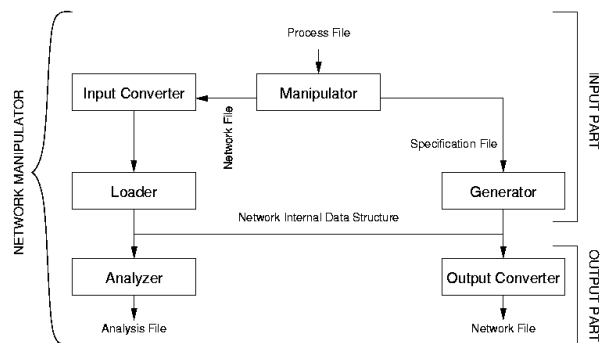 Process File
Input Converter
Manipulator
Network File
Specification File
Loader
Generator
Network Internal Data Structure
Analyzer
Output Converter
Analysis File
Network File
NETWORK MANIPULATOR
INPUT PART
OUTPUT PART